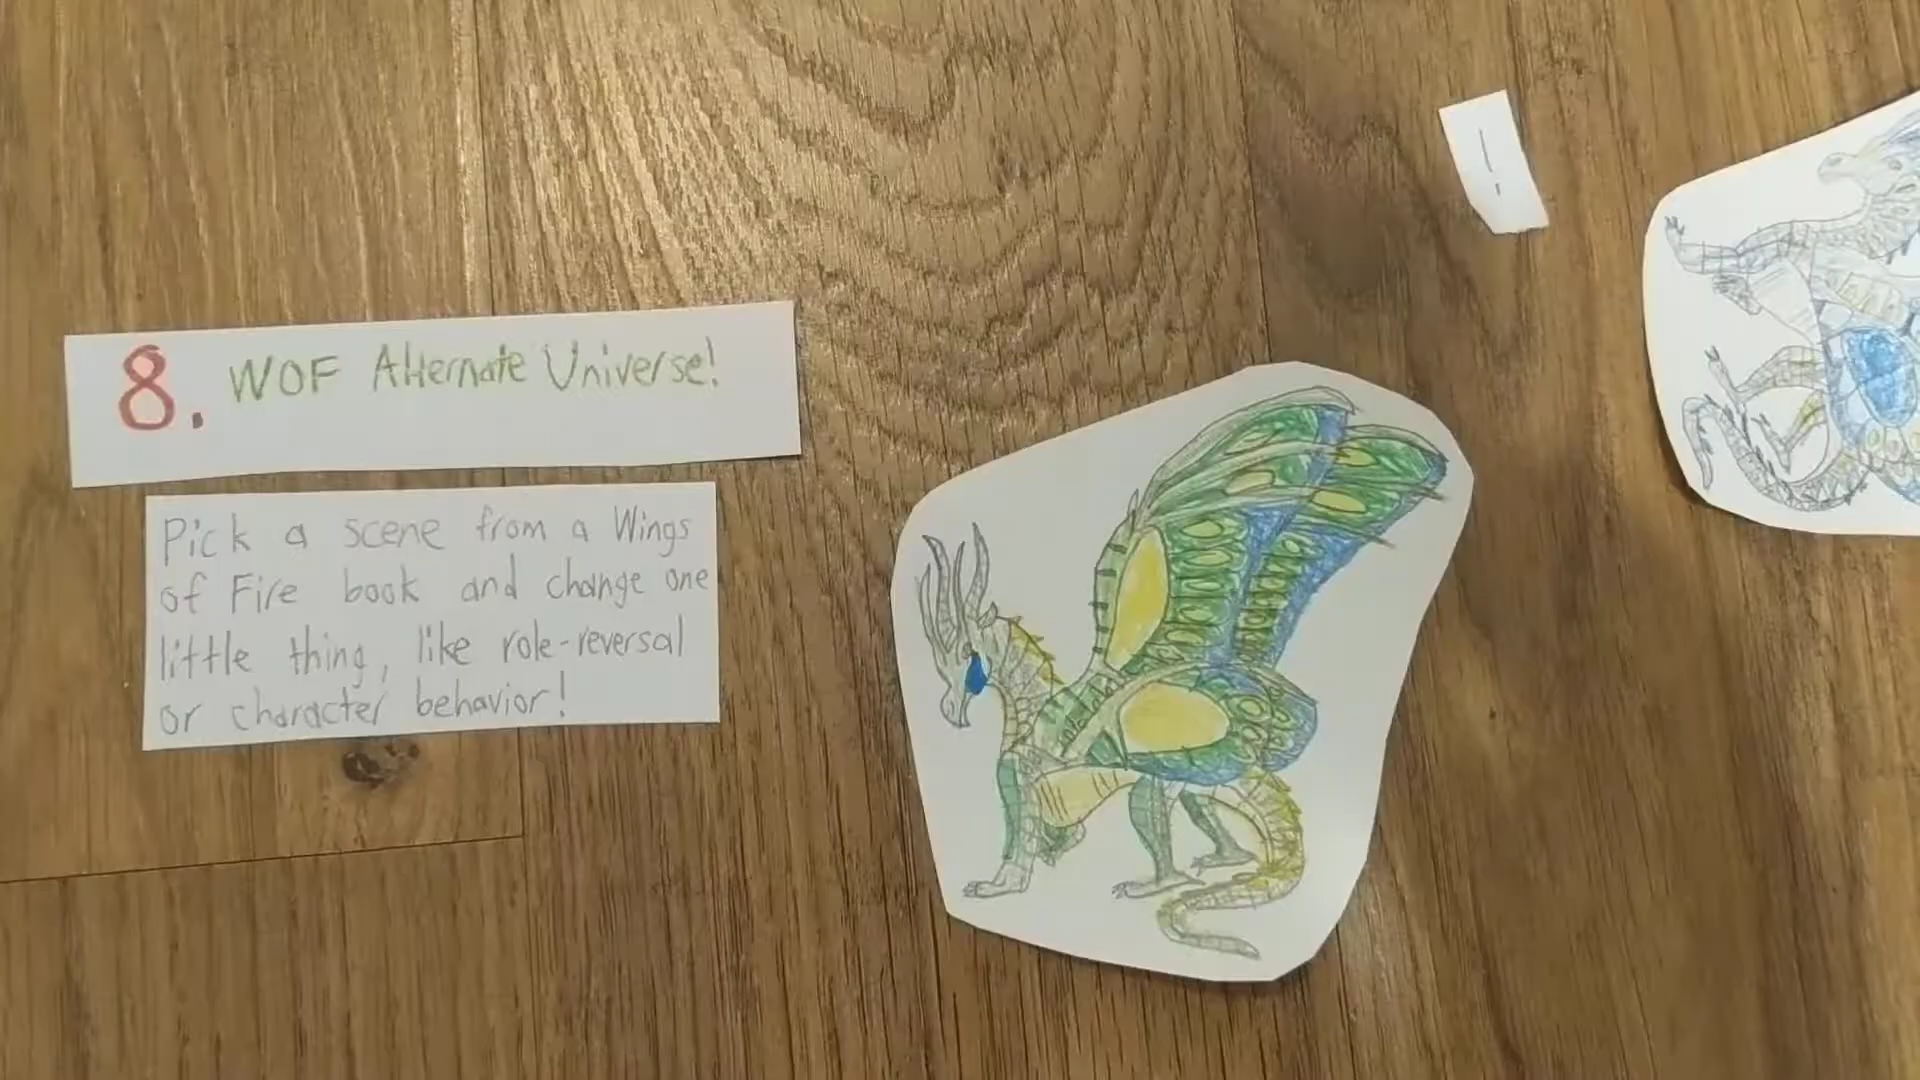 8. WOF Alternate Universe!
Pick a scene from a Wings
of Fire book and change one
little thing, like role-reversal
or character behavior!